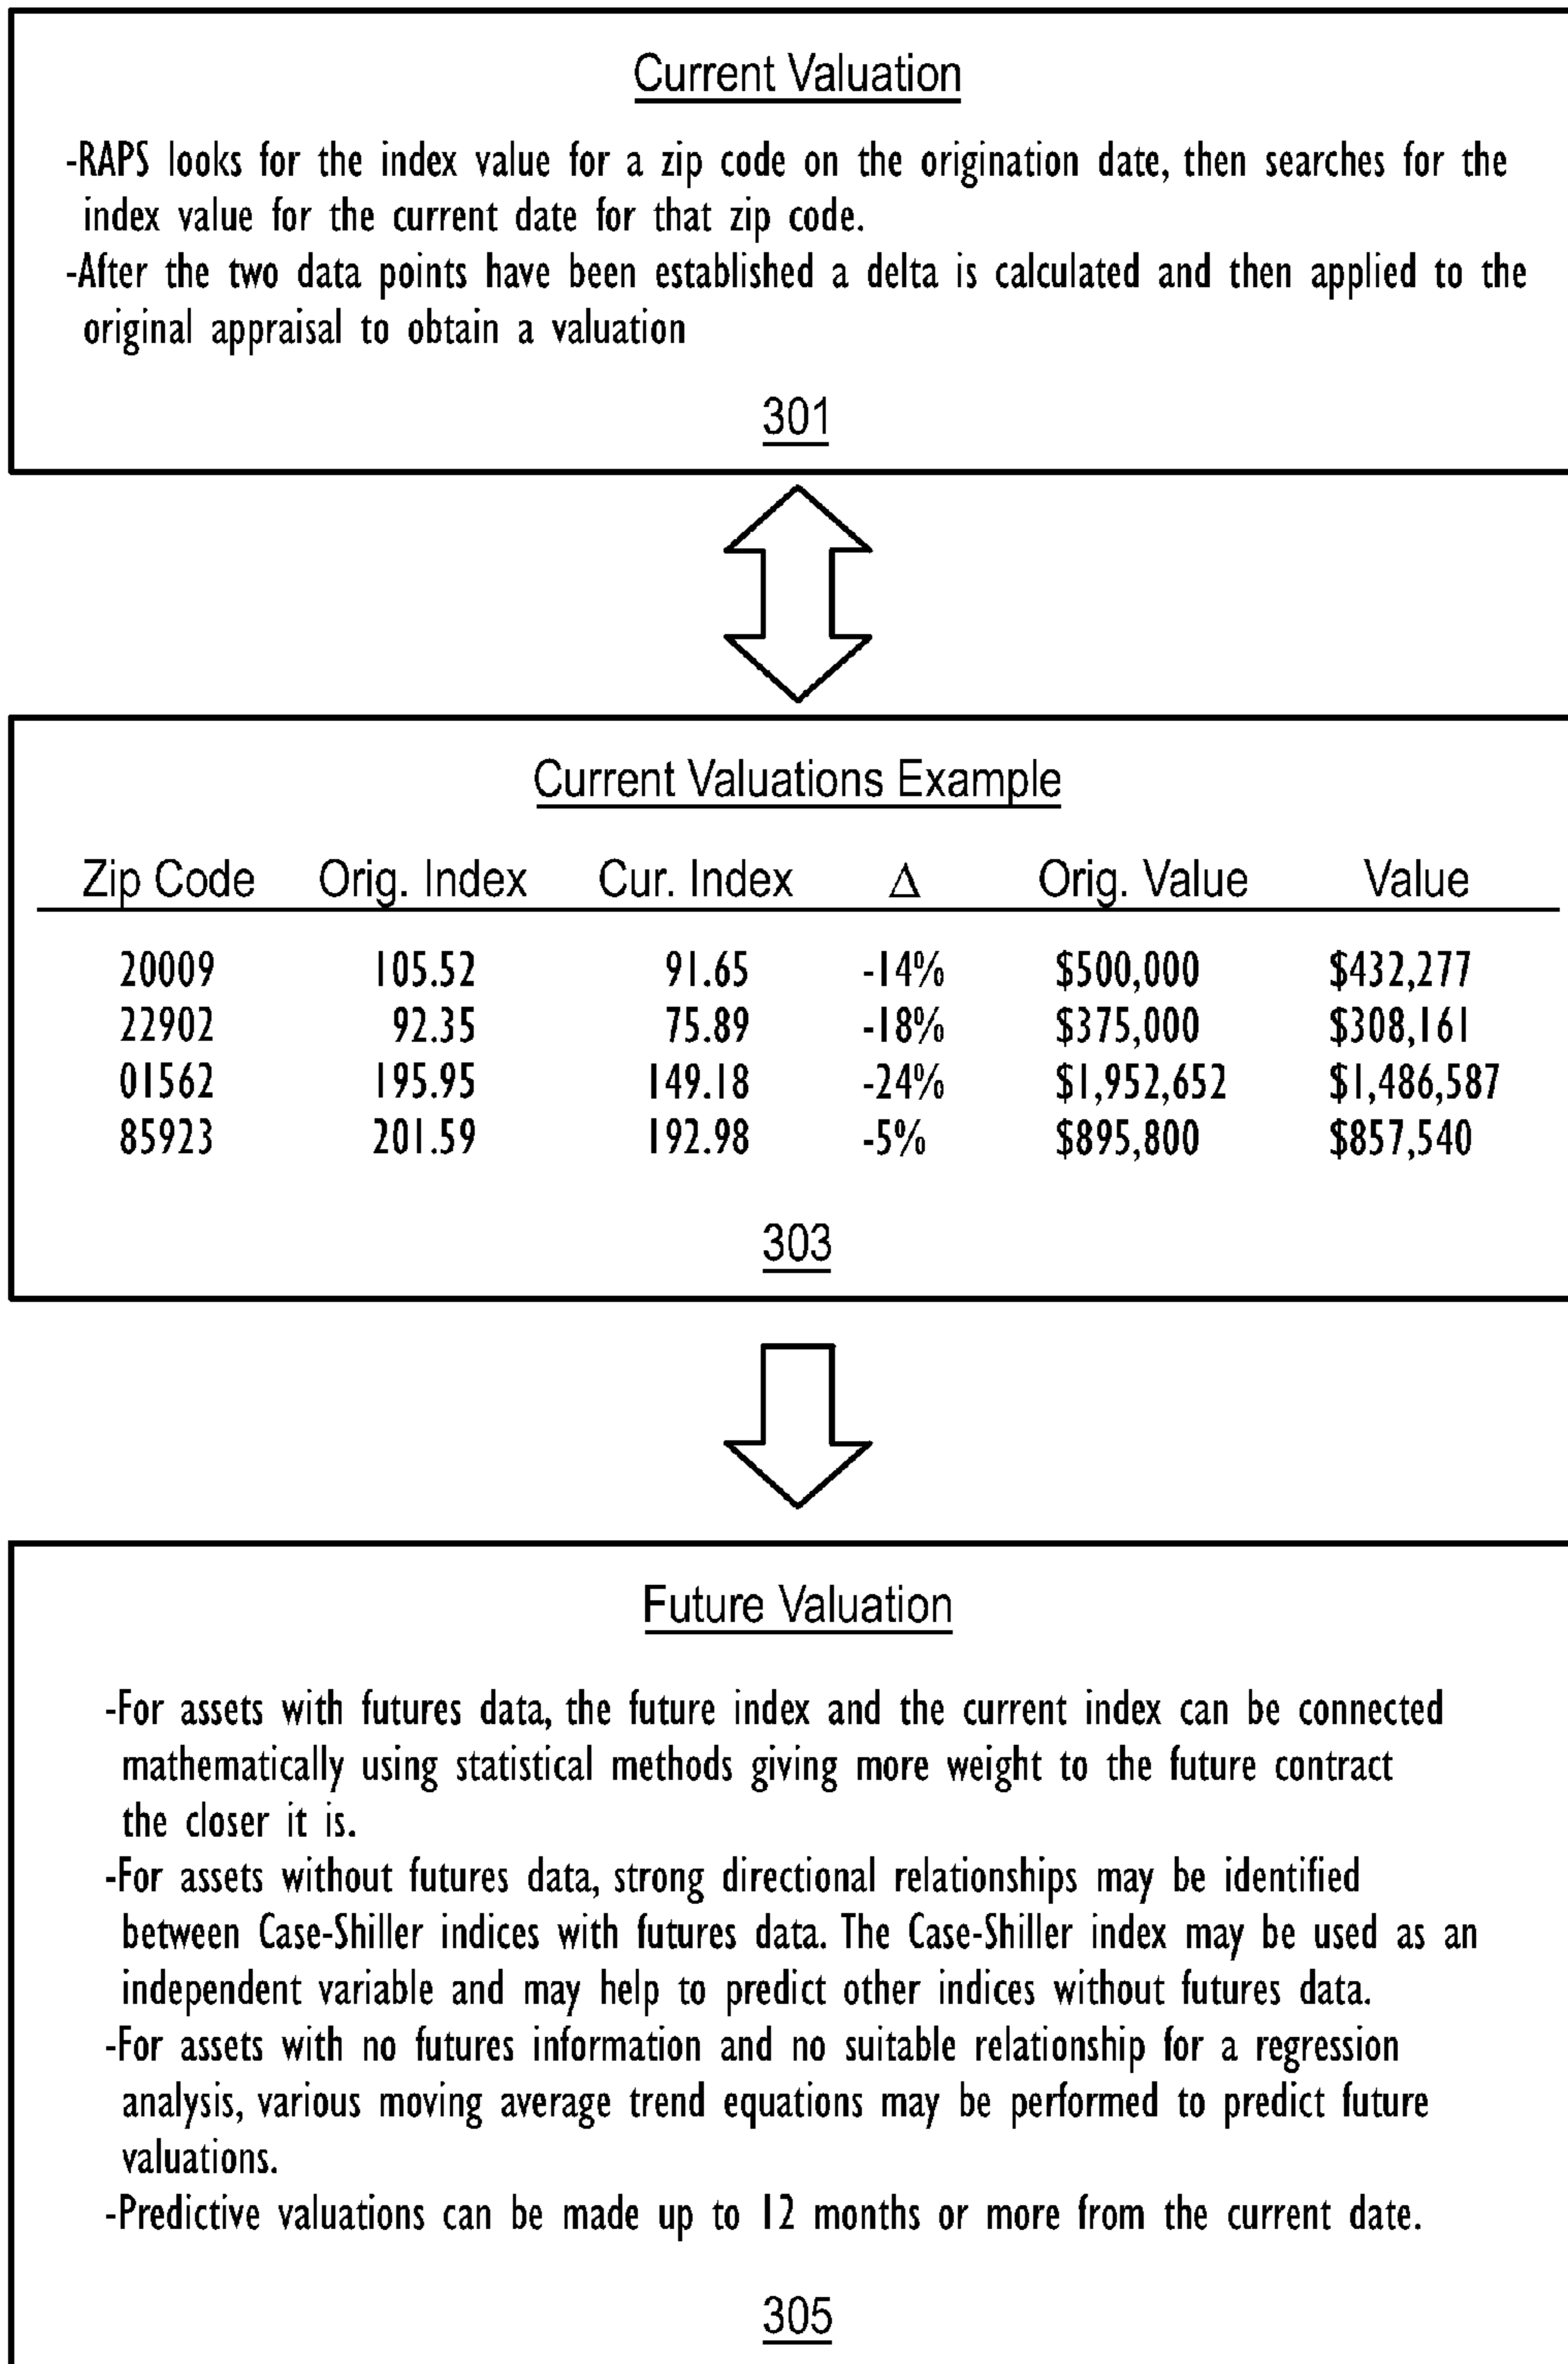 Current Valuation
-RAPS looks for the index value for a zip code on the origination date, then searches for the
index value for the current date for that zip code.
-After the two data points have been established a delta is calculated and then applied to the
original appraisal to obtain a valuation
301
Current Valuations Example
Zip Code Orig. Index Cur. Index Δ Orig. Value Value
20009 105.52 91.65 -14% $500,000 $432,277
22902 92.35 75.89 -18% $375,000 $308,161
01562 195.95 149.18 -24% $1,952,652 $1,486,587
85923 201.59 192.98 -5% $895,800 $857,540
303
Future Valuation
-For assets with futures data, the future index and the current index can be connected
mathematically using statistical methods giving more weight to the future contract
the closer it is.
-For assets without futures data, strong directional relationships may be identified
between Case-Shiller indices with futures data. The Case-Shiller index may be used as an
independent variable and may help to predict other indices without futures data.
-For assets with no futures information and no suitable relationship for a regression
analysis, various moving average trend equations may be performed to predict future
valuations.
-Predictive valuations can be made up to 12 months or more from the current date.
305